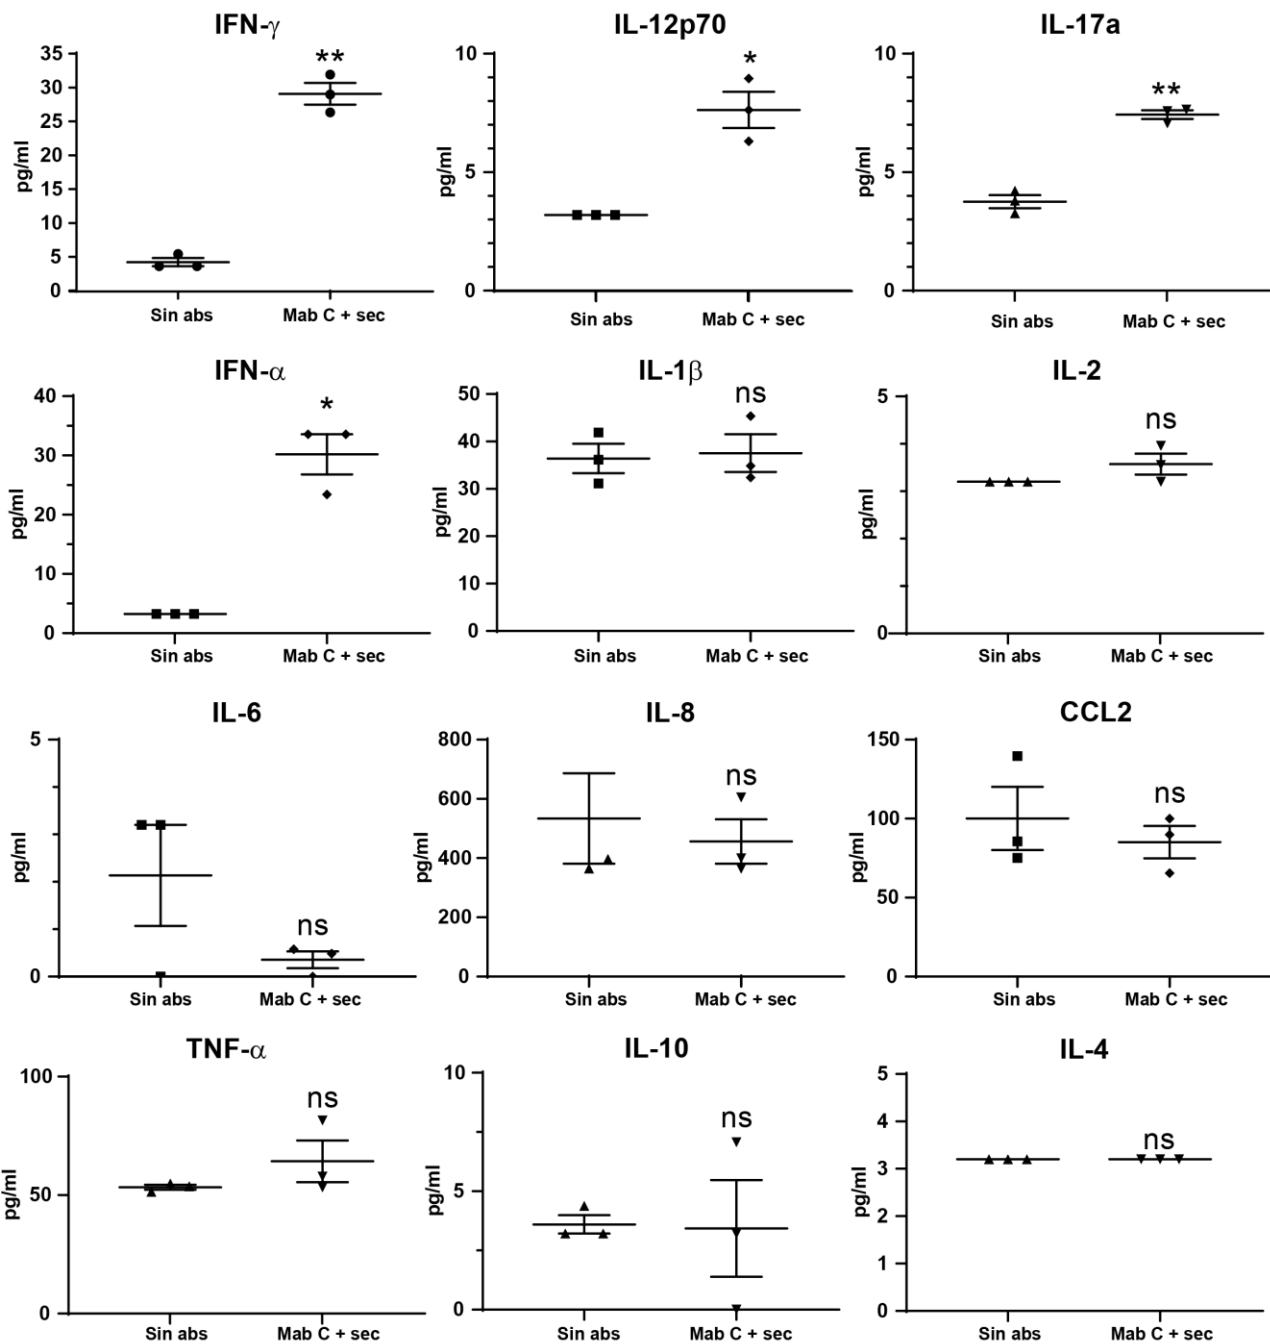 IFN-γ
35
30
25
20
15
10
5
0
pg/ml
**
Sin abs
Mab C + sec
IL-12p70
10
5
0
pg/ml
*
Sin abs
Mab C + sec
IL-17a
10
5
0
pg/ml
**
Sin abs
Mab C + sec
IFN-α
40
30
20
10
0
pg/ml
*
Sin abs
Mab C + sec
IL-1β
50
40
30
20
10
0
pg/ml
ns
Sin abs
Mab C + sec
IL-2
5
0
pg/ml
ns
Sin abs
Mab C + sec
IL-6
5
0
pg/ml
ns
Sin abs
Mab C + sec
IL-8
800
600
400
200
0
pg/ml
ns
Sin abs
Mab C + sec
CCL2
150
100
50
0
pg/ml
ns
Sin abs
Mab C + sec
TNF-α
100
50
0
pg/ml
ns
Sin abs
Mab C + sec
IL-10
10
5
0
pg/ml
ns
Sin abs
Mab C + sec
IL-4
5
4
3
2
1
0
pg/ml
ns
Sin abs
Mab C + sec